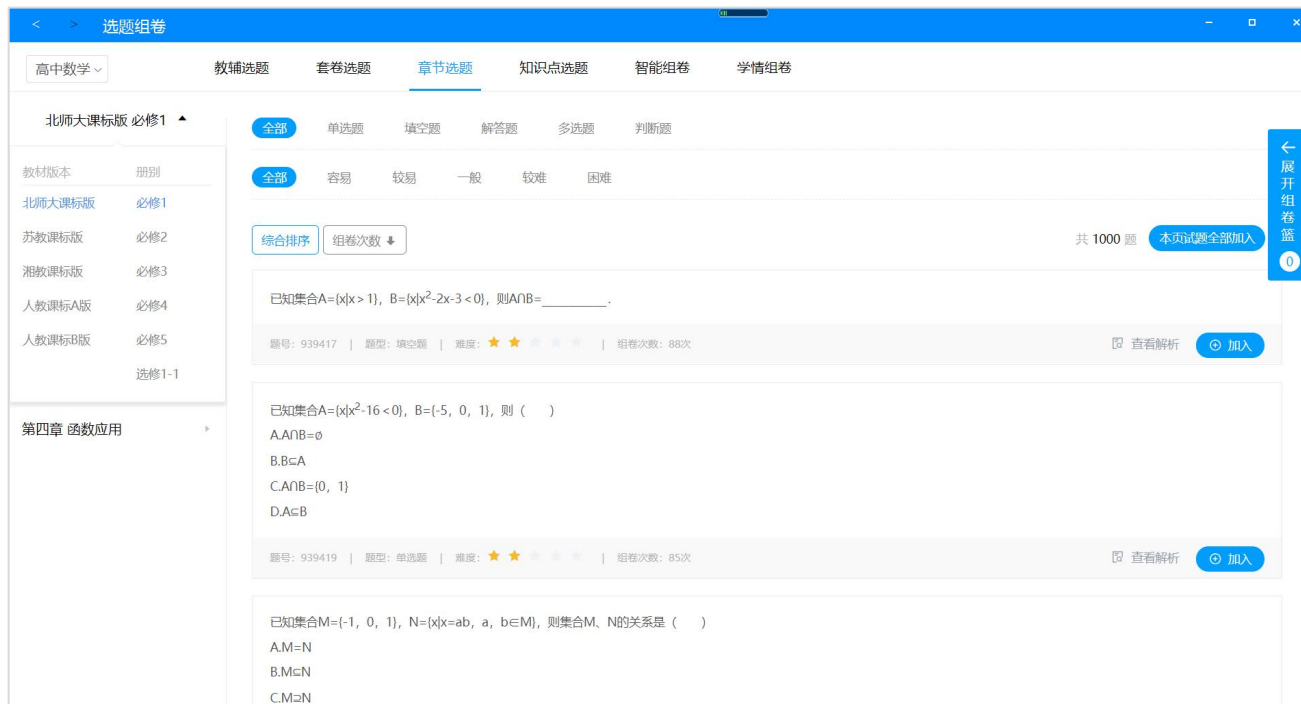 < > 选题组卷
高中数学 教辅选题 套卷选题 章节选题 知识点选题 智能组卷 学情组卷
北师大课标版 必修1
教材版本 册别
北师大课标版 必修1
苏教课标版 必修2
湘教课标版 必修3
人教课标A版 必修4
人教课标B版 必修5
选修1-1
第四章 函数应用
全部 单选题 填空题 解答题 多选题 判断题
全部 容易 较易 一般 较难 困难
综合排序 组卷次数 共 1000 题 本页试题全部加入
已知集合A={x|x>1}，B={x|x²-2x-3<0}，则A∩B=__________.
题号：939417 | 题型：填空题 | 难度： | 组卷次数：88次 查看解析 加入
已知集合A={x|x²-16<0}，B={-5，0，1}，则（ ）
A.A∩B=∅
B.B⊆A
C.A∩B={0，1}
D.A⊆B
题号：939419 | 题型：单选题 | 难度： | 组卷次数：85次 查看解析 加入
已知集合M={-1，0，1}，N={x|x=ab，a，b∈M}，则集合M、N的关系是（ ）
A.M=N
B.M⊆N
C.M⊇N
展开组卷篮
0